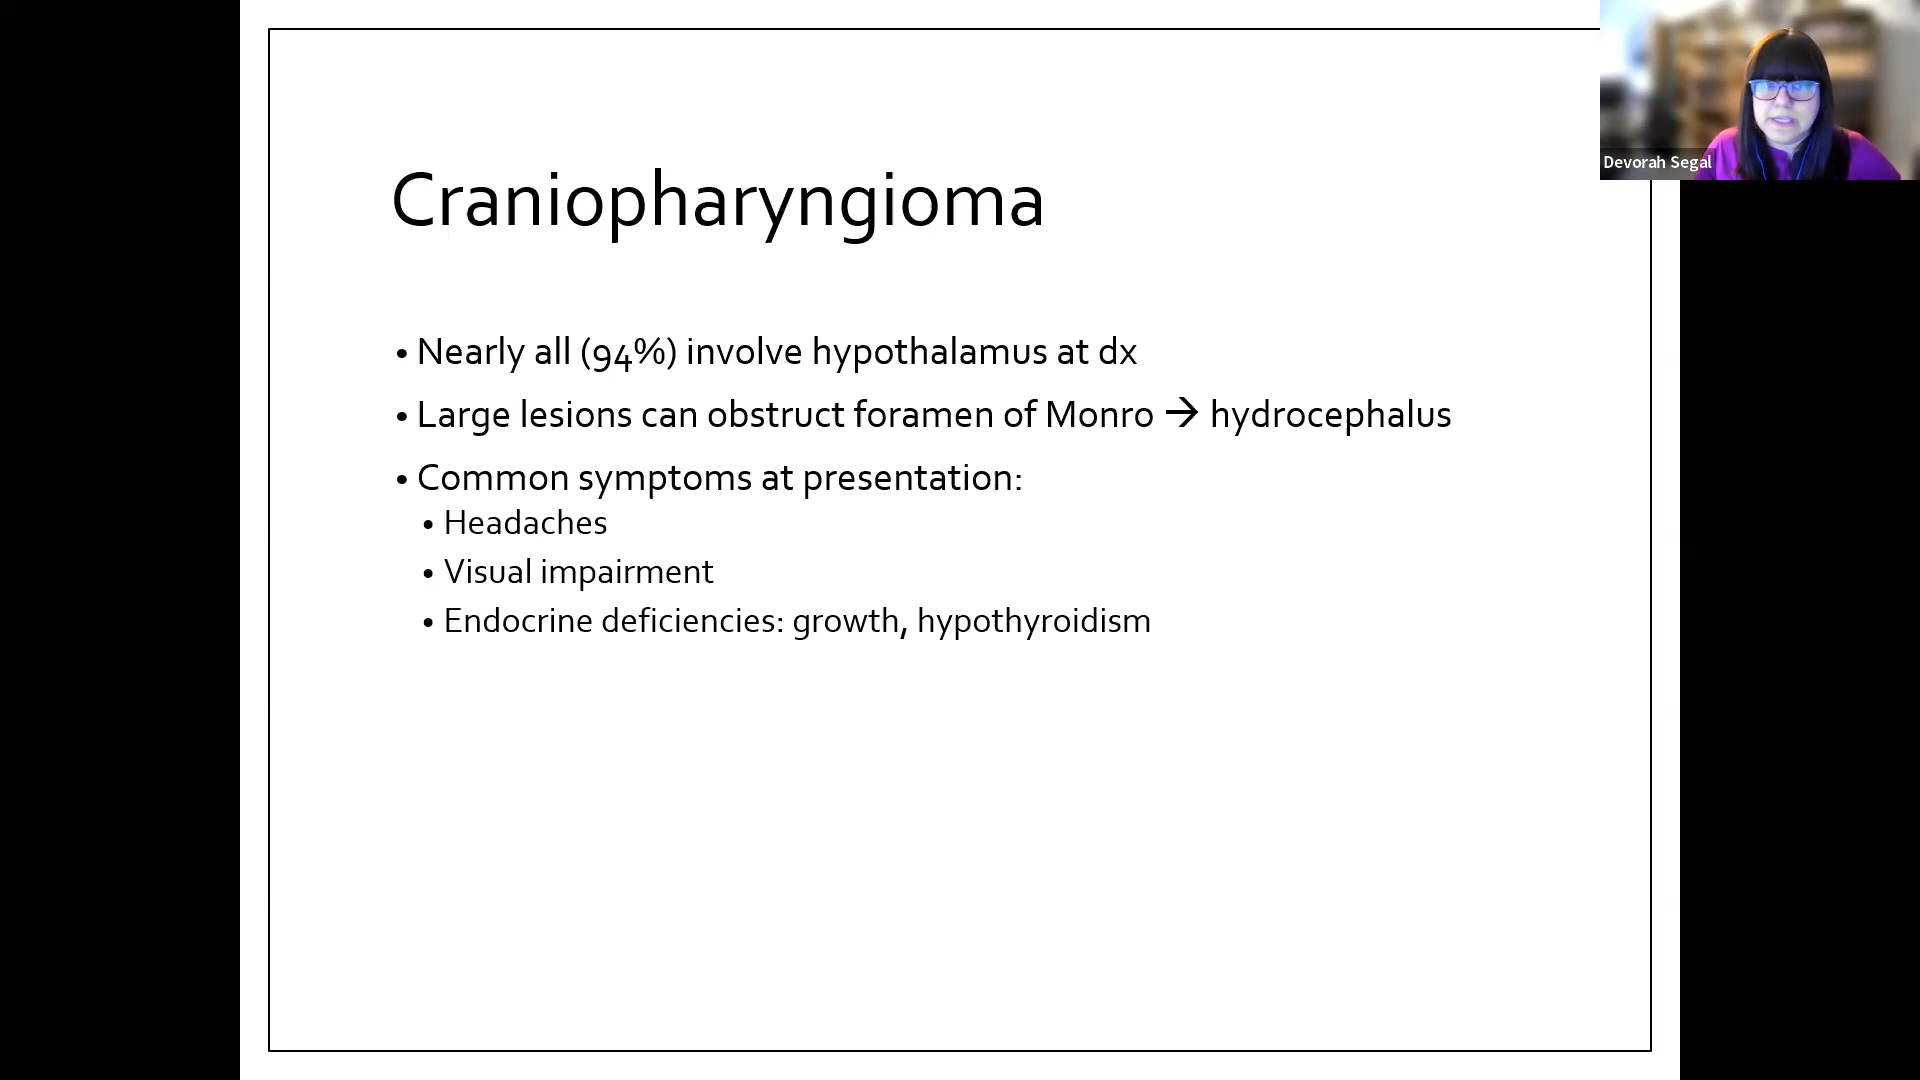 Devorah Segal
Craniopharyngioma
• Nearly all (94%) involve hypothalamus at dx
• Large lesions can obstruct foramen of Monro → hydrocephalus
• Common symptoms at presentation:
• Headaches
• Visual impairment
• Endocrine deficiencies: growth, hypothyroidism